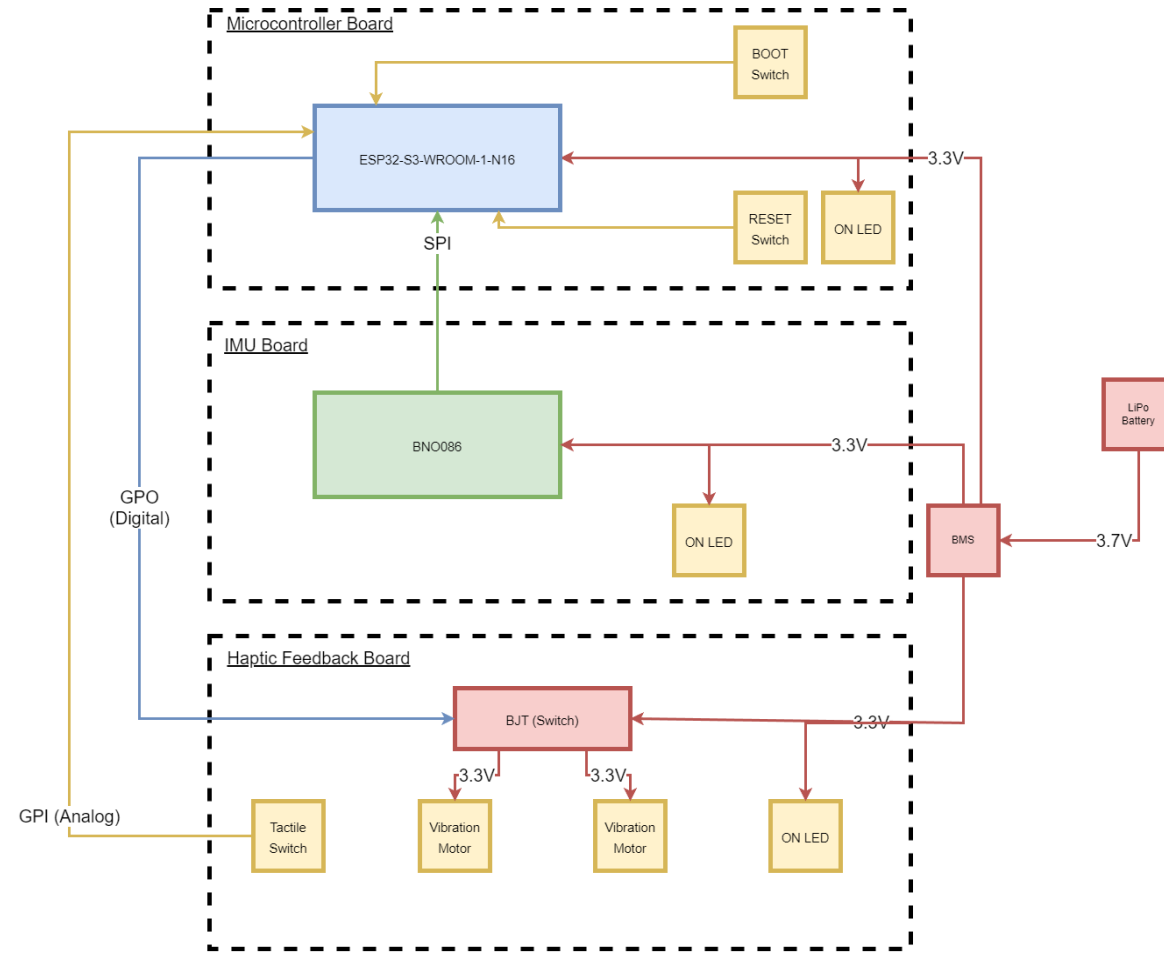 Microcontroller Board
BOOT
Switch
ESP32-S3-WROOM-1-N16
3.3V
RESET
Switch
ON LED
SPI
IMU Board
BNO086
3.3V
ON LED
LiPo
Battery
BMS
3.7V
GPO
(Digital)
Haptic Feedback Board
BJT (Switch)
3.3V
3.3V
3.3V
GPI (Analog)
Tactile
Switch
Vibration
Motor
Vibration
Motor
ON LED